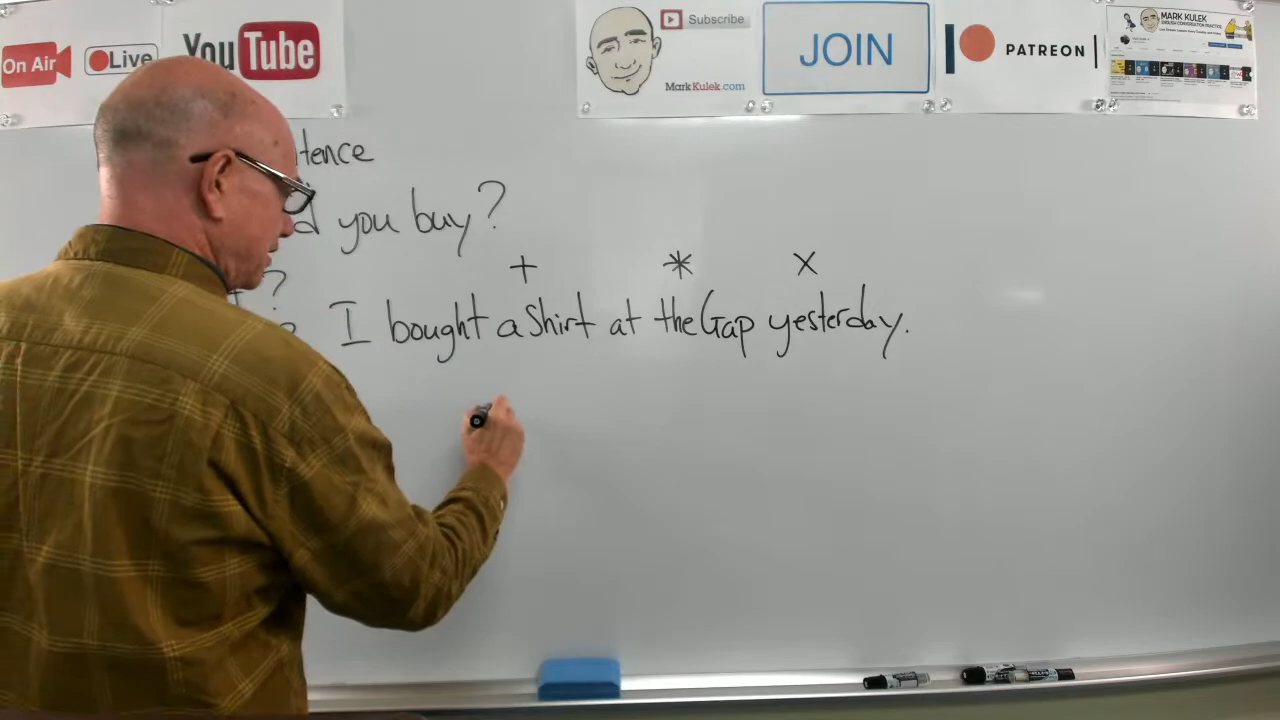 On Air Live YouTube Subscribe MarkKulek.com JOIN PATREON MARK KULEK
ENGLISH CONVERSATION PRACTICE
you buy?
+ * x
?
I bought a Shirt at the Gap yesterday.